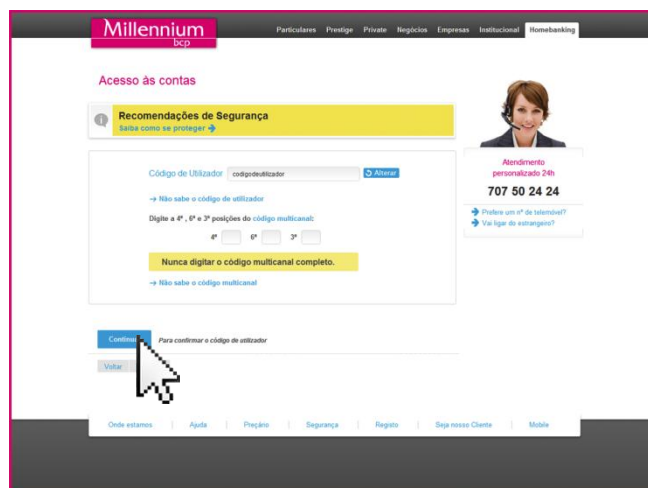 Millennium
bcp
Particulares Prestige Private Negócios Empresas Institucional Homebanking
Acesso às contas
Recomendações de Segurança
Saiba como se proteger
Código de Utilizador codigodeutilizador Alterar
Não sabe o código de utilizador
Digite a 4ª , 6ª e 3ª posições do código multicanal:
4ª 6ª 3ª
Nunca digitar o código multicanal completo.
Não sabe o código multicanal
Atendimento
personalizado 24h
707 50 24 24
Prefere um nº de telemóvel?
Vai ligar do estrangeiro?
Para confirmar o código de utilizador
Voltar
Onde estamos | Ajuda | Preçário | Segurança | Registo | Seja nosso Cliente | Mobile